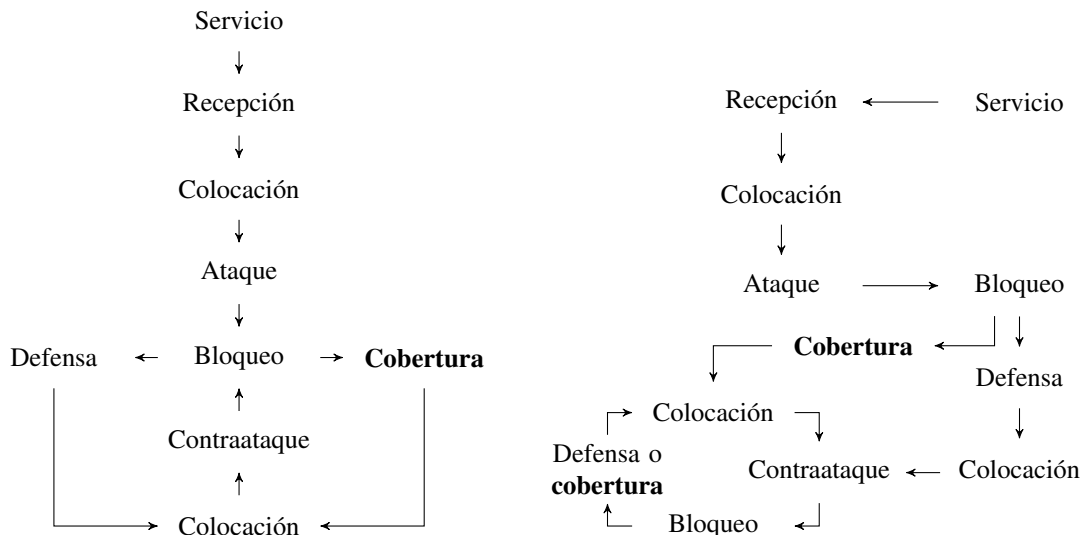 Servicio
Recepción
Colocación
Ataque
Defensa
Bloqueo
Cobertura
Contraataque
Colocación
Recepción
Servicio
Colocación
Ataque
Bloqueo
Cobertura
Defensa
Colocación
Defensa o
cobertura
Contraataque
Colocación
Bloqueo